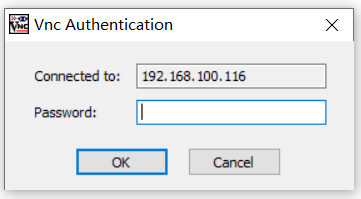 Vnc Authentication
Connected to: 192.168.100.116
Password:
OK Cancel